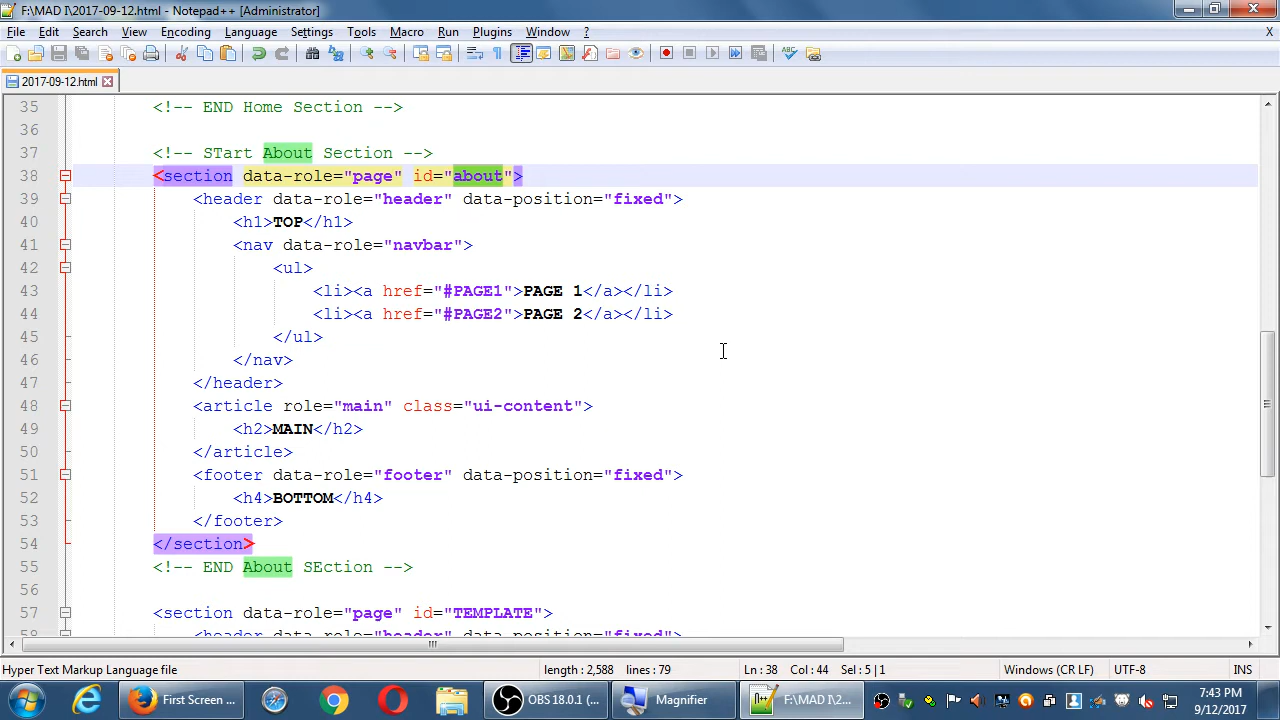 F:\MAD I\2017-09-12.html - Notepad++ [Administrator]
File Edit Search View Encoding Language Settings Tools Macro Run Plugins Window ? X
2017-09-12.html
35 <!-- END Home Section -->
36
37 <!-- STart About Section -->
38 <section data-role="page" id="about">
39 <header data-role="header" data-position="fixed">
40 <h1>TOP</h1>
41 <nav data-role="navbar">
42 <ul>
43 <li><a href="#PAGE1">PAGE 1</a></li>
44 <li><a href="#PAGE2">PAGE 2</a></li>
45 </ul>
46 </nav>
47 </header>
48 <article role="main" class="ui-content">
49 <h2>MAIN</h2>
50 </article>
51 <footer data-role="footer" data-position="fixed">
52 <h4>BOTTOM</h4>
53 </footer>
54 </section>
55 <!-- END About SEction -->
56
57 <section data-role="page" id="TEMPLATE">
58 <header data-role="header" data-position="fixed">
Hyper Text Markup Language file length : 2,588 lines : 79 Ln : 38 Col : 44 Sel : 5 | 1 Windows (CR LF) UTF-8 INS
First Screen ... OBS 18.0.1 (... Magnifier F:\MAD I\2... 7:43 PM
9/12/2017